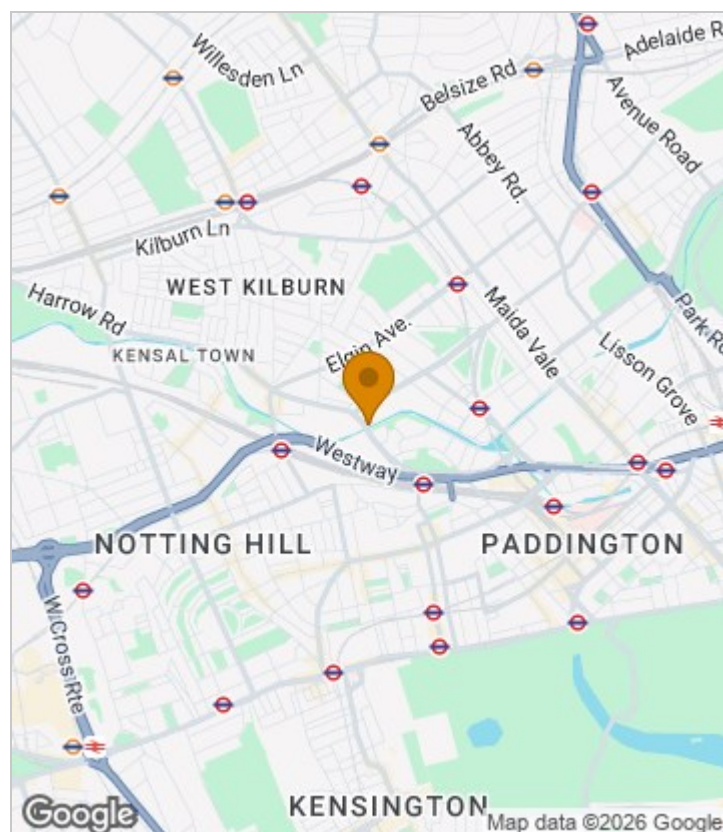 Willesden Ln
Adelaide R
Belsize Rd
Avenue Road
Abbey Rd.
Kilburn Ln
WEST KILBURN
Harrow Rd
Maida Vale
Park Ro
Elgin Ave.
KENSAL TOWN
Lisson Grove
Westway
NOTTING HILL
PADDINGTON
W Cross Rte
KENSINGTON
Google
Map data ©2026 Google